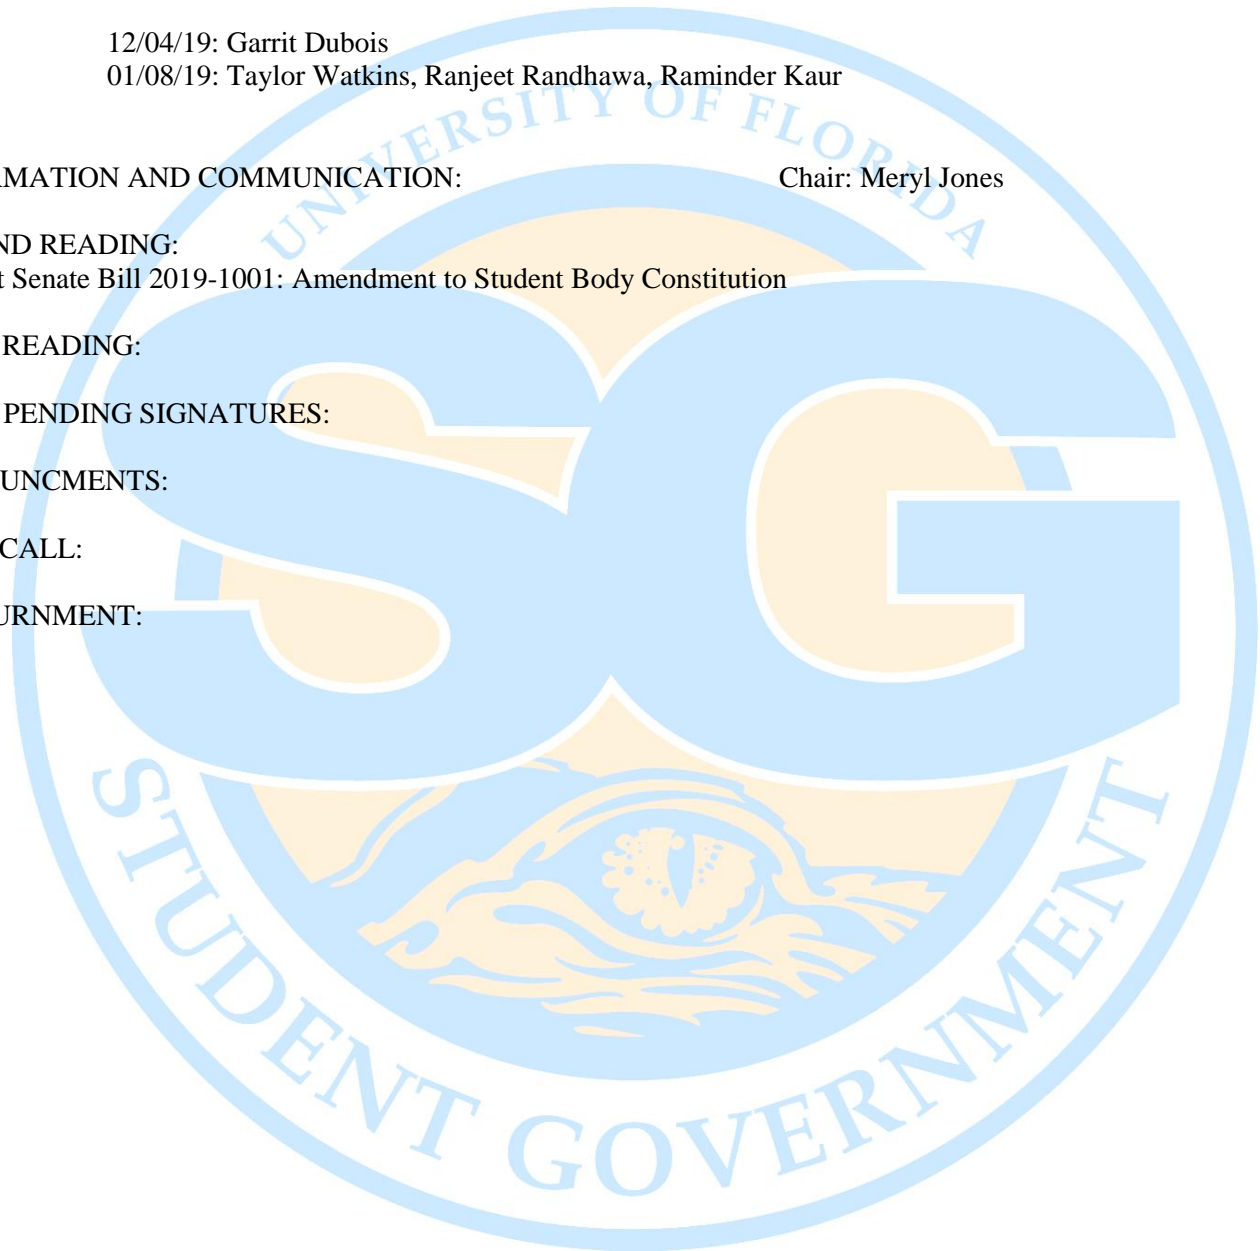 12/04/19: Garrit Dubois
01/08/19: Taylor Watkins, Ranjeet Randhawa, Raminder Kaur
RMATION AND COMMUNICATION: Chair: Meryl Jones
ND READING:
t Senate Bill 2019-1001: Amendment to Student Body Constitution
READING:
PENDING SIGNATURES:
UNCMENTS:
CALL:
URNMENT:
UNIVERSITY OF FLORIDA
SG
STUDENT GOVERNMENT